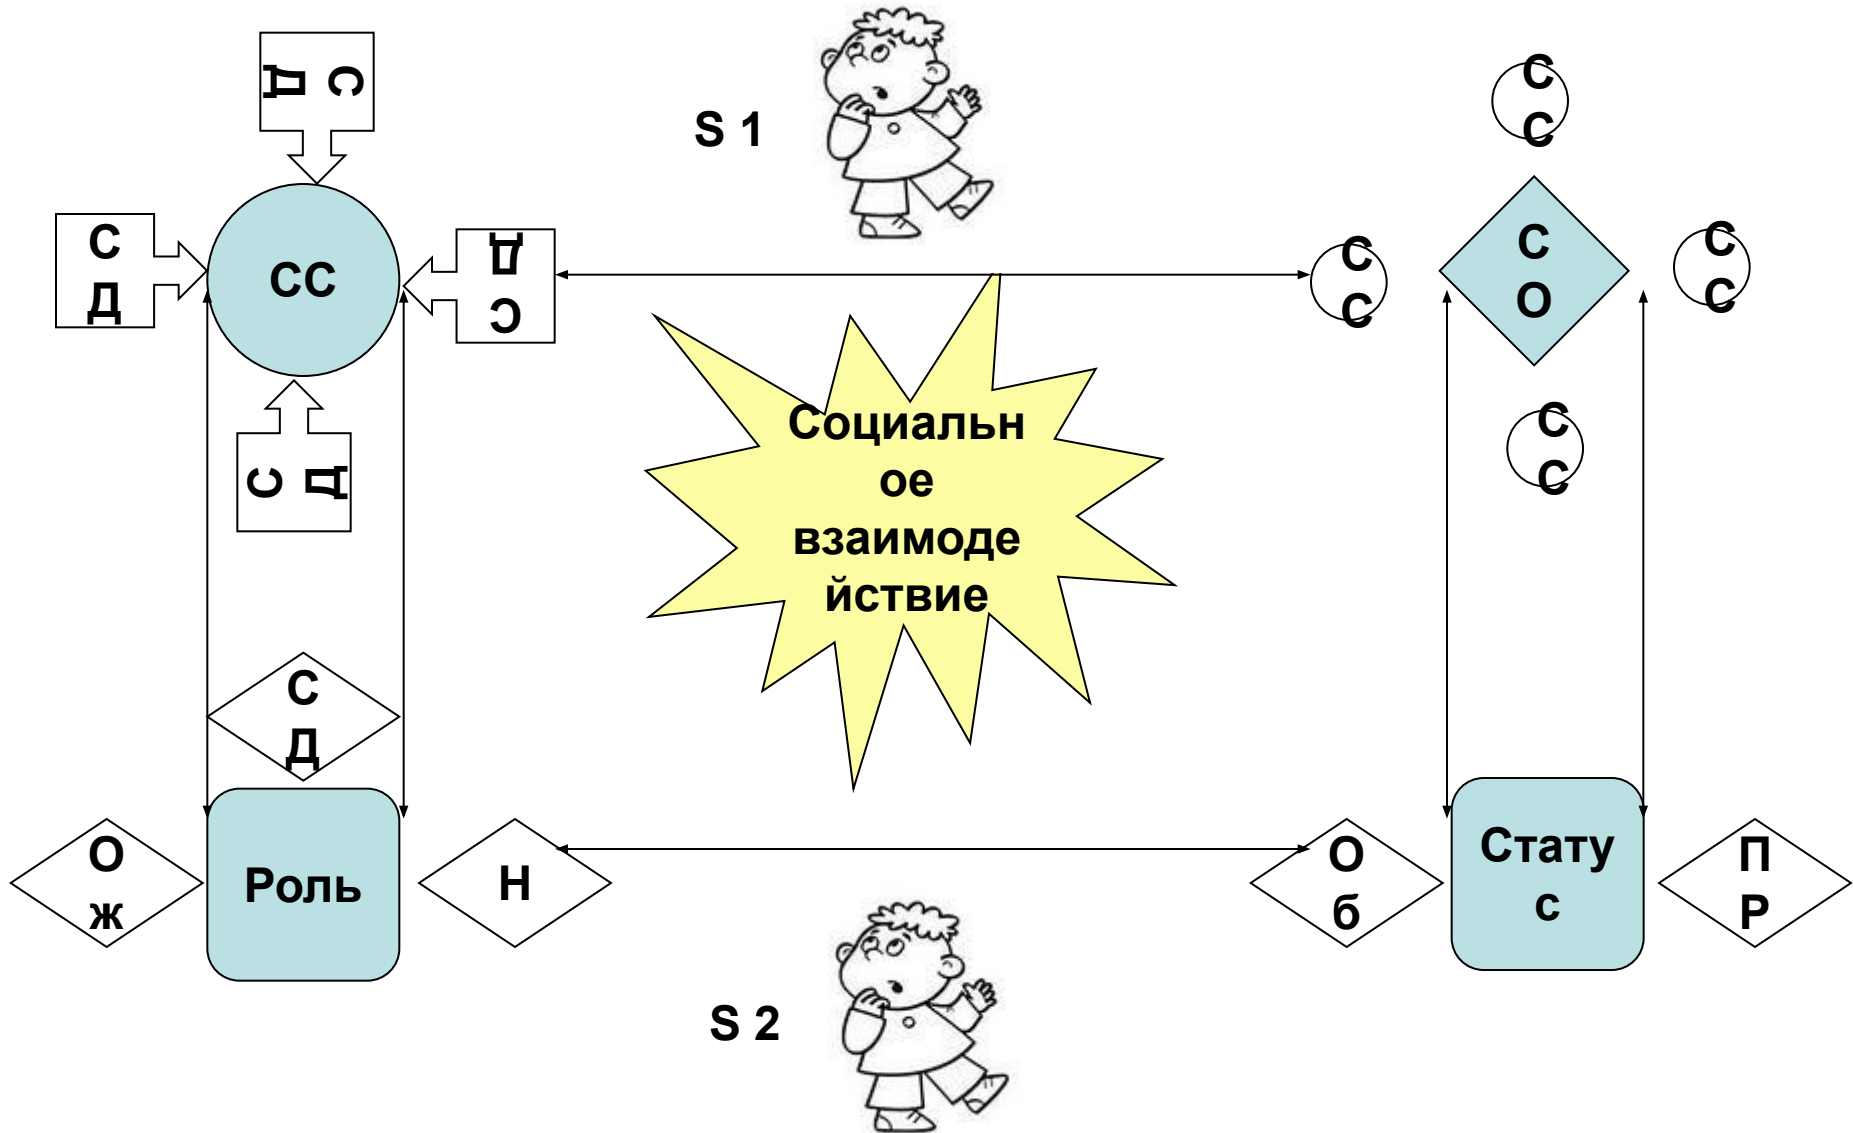 С
Д
S 1
С
С
С
Д
СС
С
Д
С
С
С
О
С
С
С
Д
С
С
Социальн
ое
взаимоде
йствие
С
Д
О
ж
Роль
Н
О
б
Стату
с
П
Р
S 2